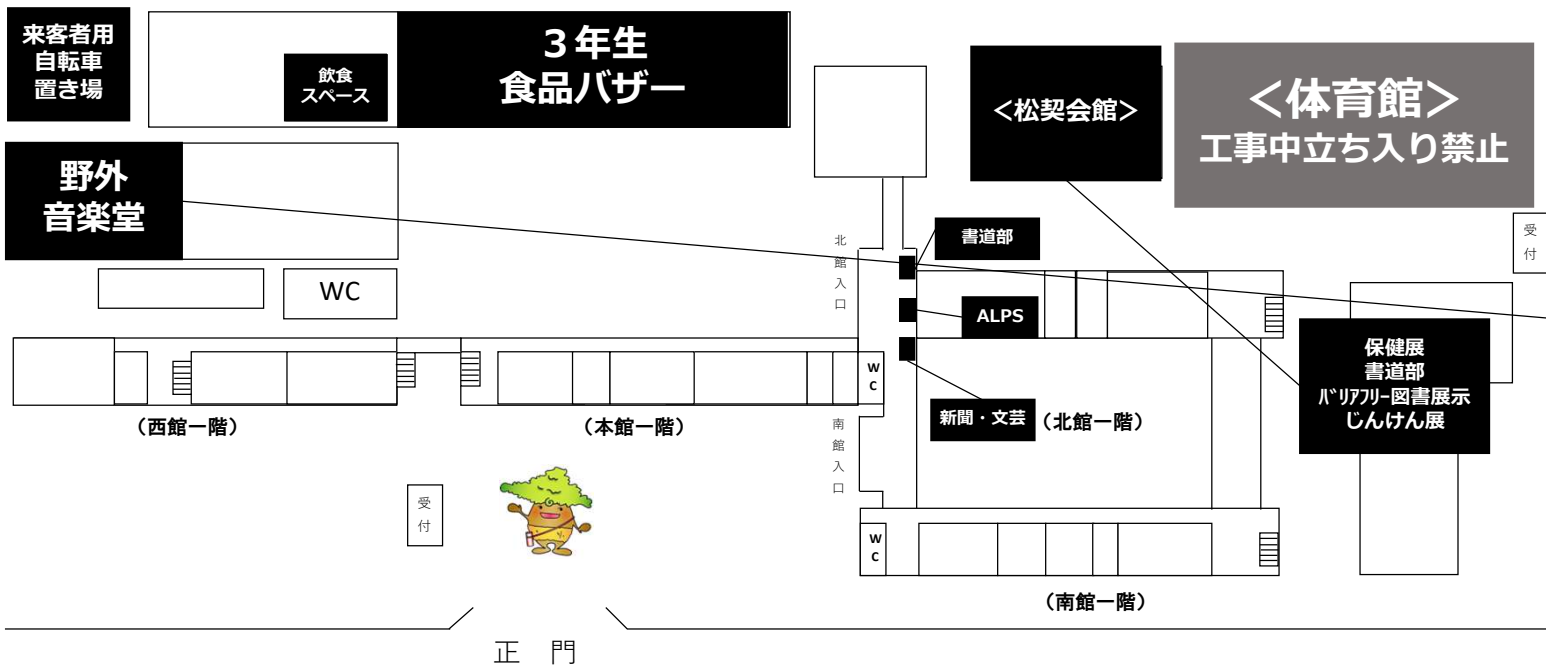 来客者用
自転車
置き場
飲食
スペース
３年生
食品バザー
＜松契会館＞
＜体育館＞
工事中立ち入り禁止
野外
音楽堂
WC
北館入口
書道部
ALPS
新聞・文芸
受付
保健展
書道部
ﾊﾞﾘｱﾌﾘｰ図書展示
じんけん展
WC
（西館一階）
（本館一階）
（北館一階）
南館入口
受付
WC
（南館一階）
正 門